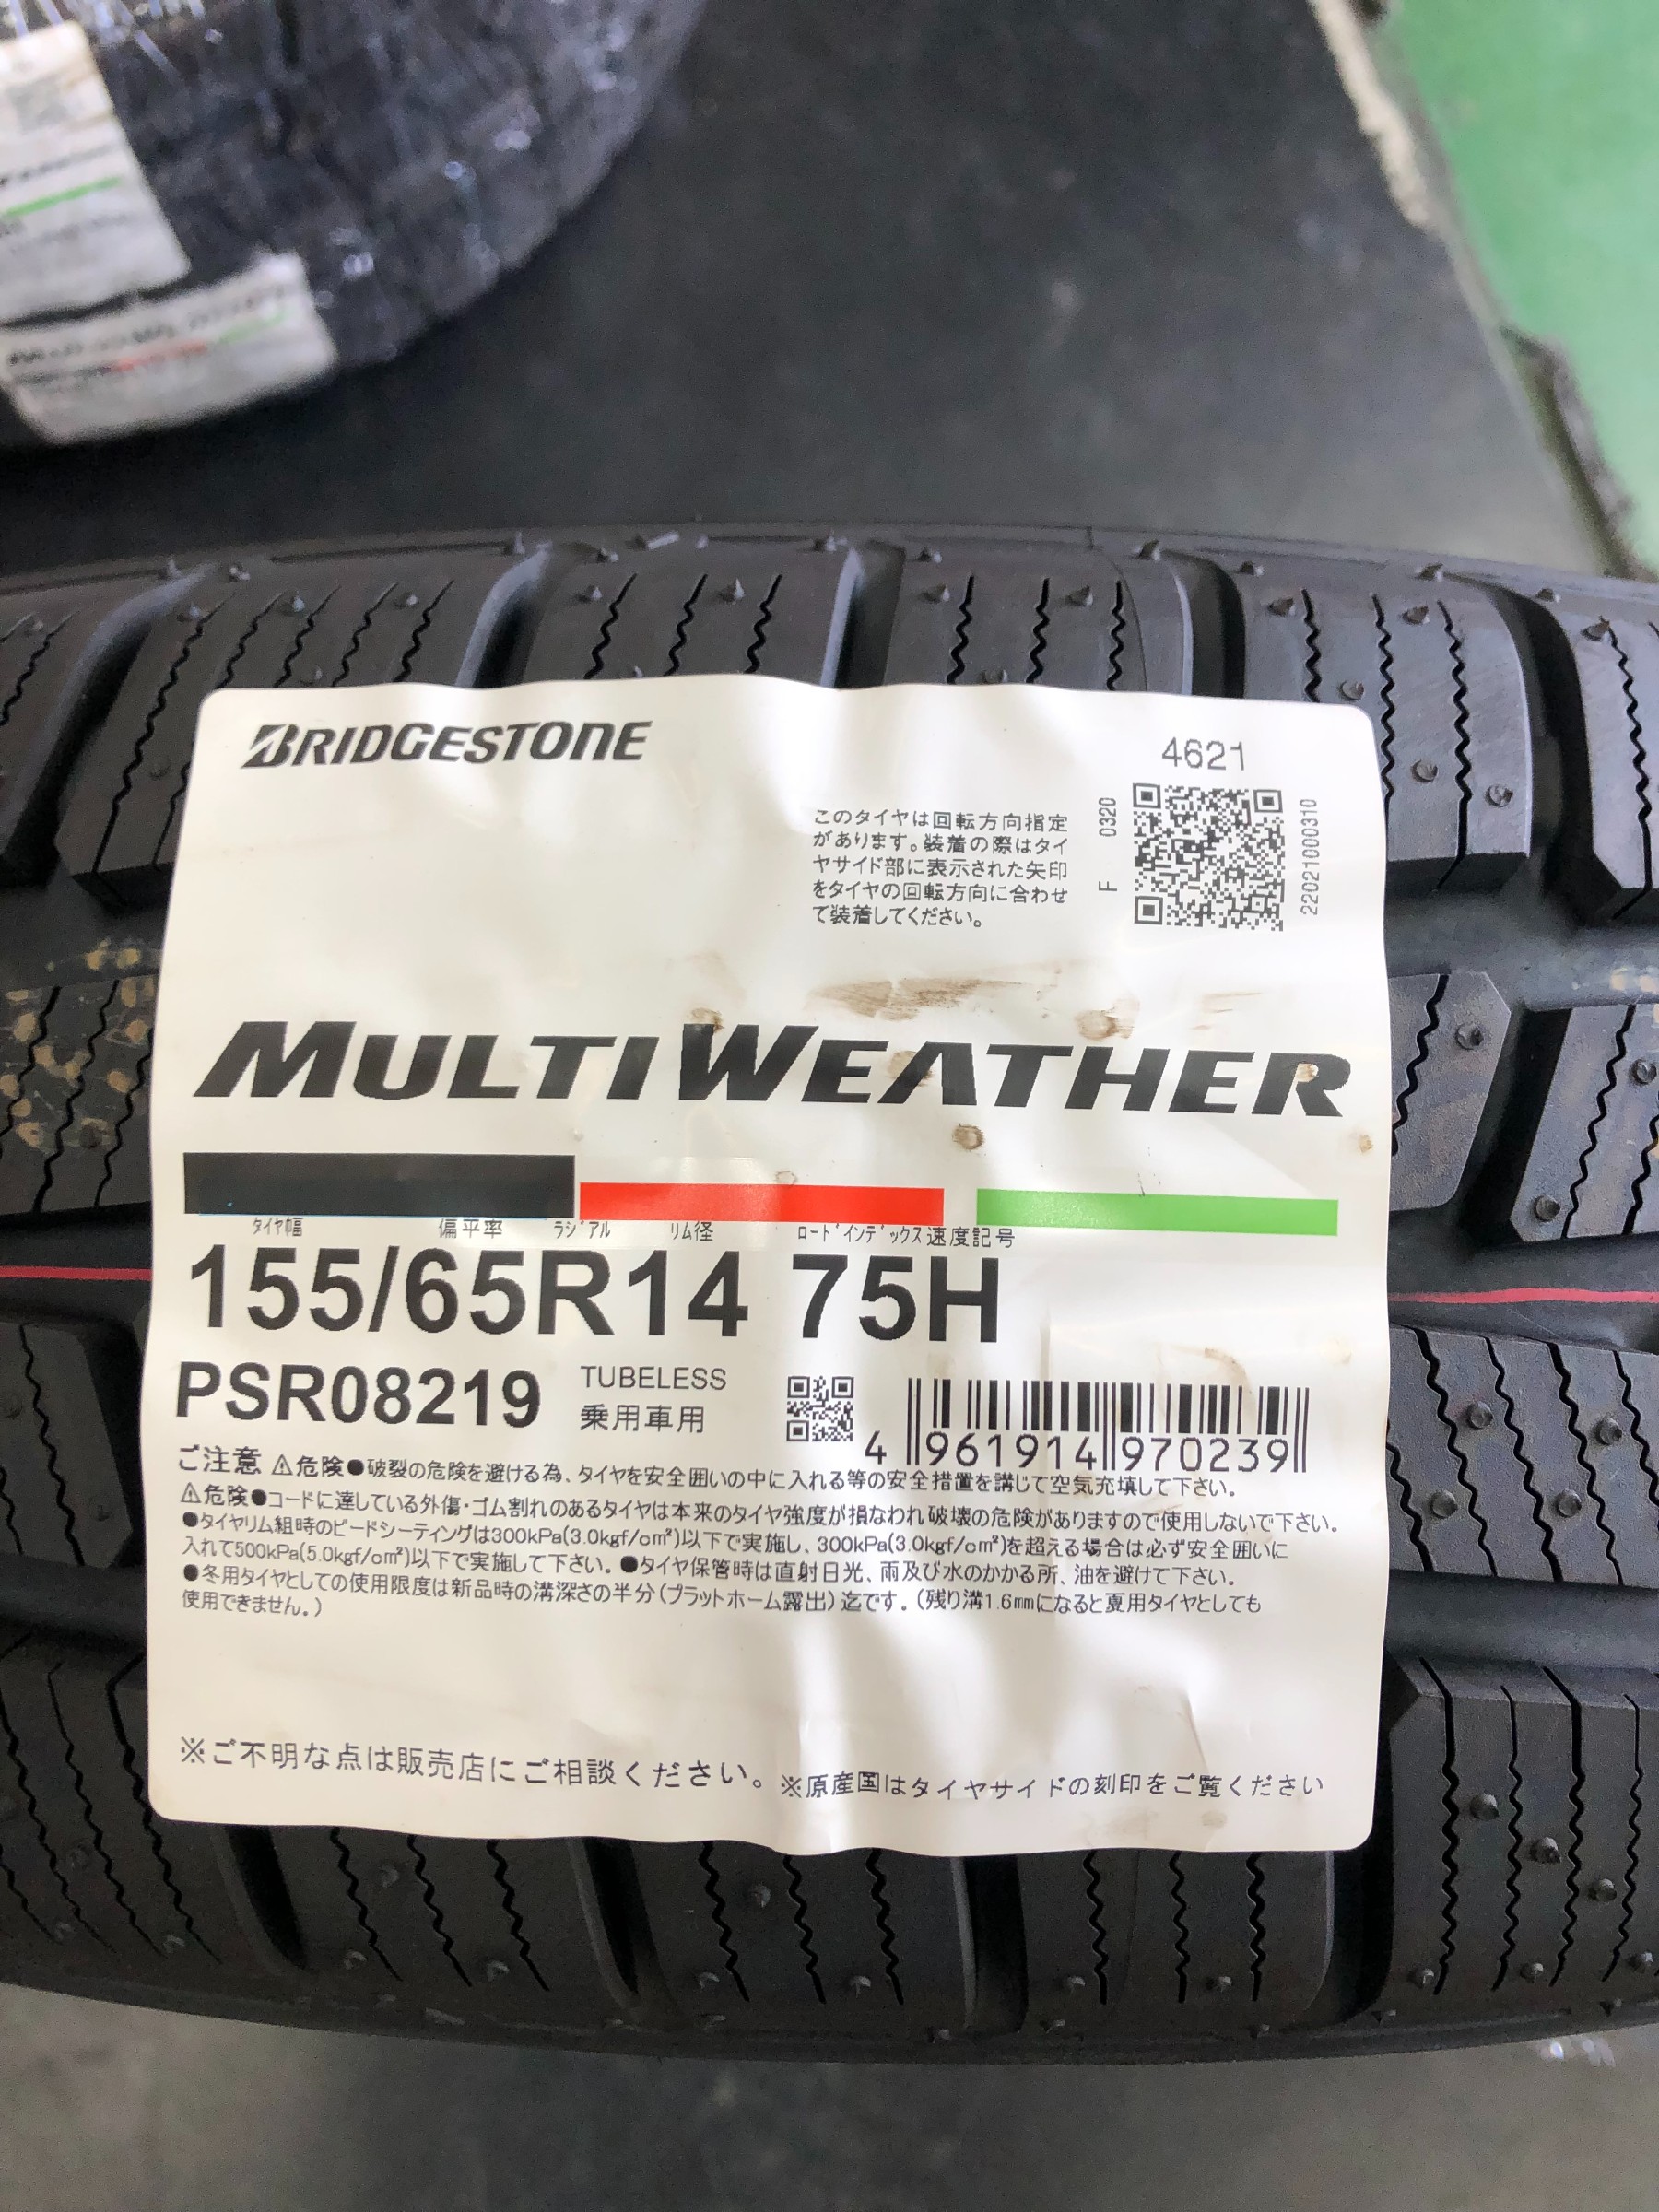 BRIDGESTONE
4621
このタイヤは回転方向指定
があります。装着の際はタイ
ヤサイド部に表示された矢印
をタイヤの回転方向に合わせ
て装着してください。
F 0320
2202100031​0
MULTI WEATHER
タイヤ幅 偏平率 ラジアル リム径 ロードインデックス 速度記号
155/65R14 75H
PSR08219
TUBELESS
乗用車用
4 961914 970239
ご注意 ⚠危険●破裂の危険を避ける為、タイヤを安全囲いの中に入れる等の安全措置を講じて空気充填して下さい。
⚠危険●コードに達している外傷・ゴム割れのあるタイヤは本来のタイヤ強度が損なわれ破壊の危険がありますので使用しないで下さい。
●タイヤリム組時のビードシーティングは300kPa(3.0kgf/cm²)以下で実施し、300kPa(3.0kgf/cm²)を超える場合は必ず安全囲いに
入れて500kPa(5.0kgf/cm²)以下で実施して下さい。●タイヤ保管時は直射日光、雨及び水のかかる所、油を避けて下さい。
●冬用タイヤとしての使用限度は新品時の溝深さの半分(プラットホーム露出)迄です。(残り溝1.6mmになると夏用タイヤとしても
使用できません。)
※ご不明な点は販売店にご相談ください。※原産国はタイヤサイドの刻印をご覧ください